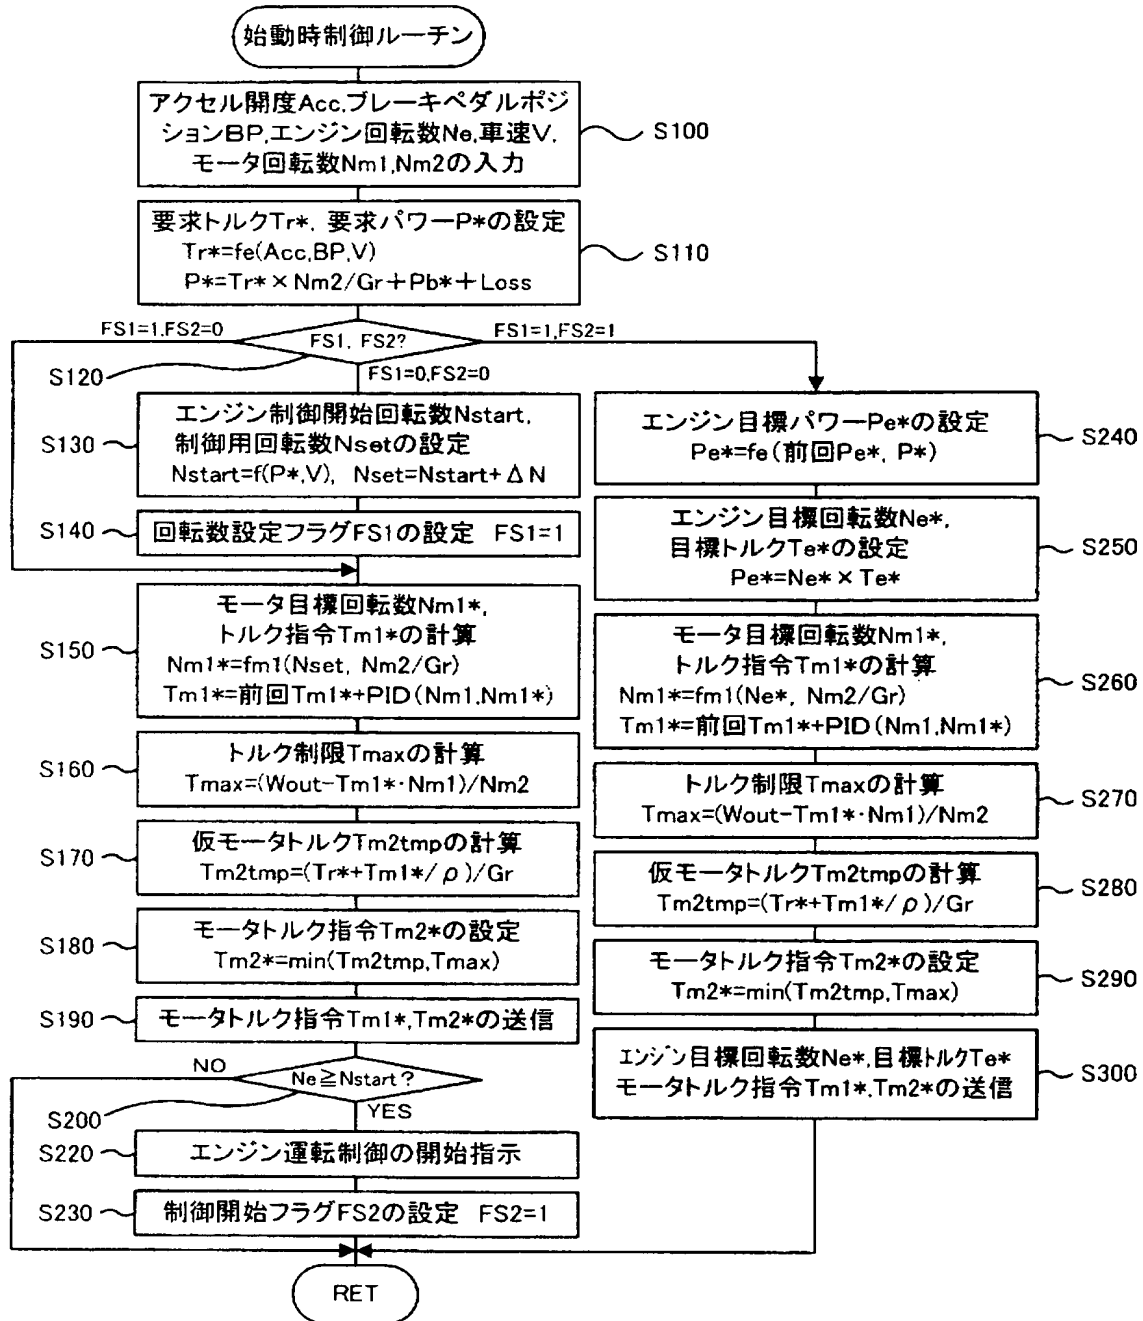 始動時制御ルーチン
アクセル開度Acc,ブレーキペダルポジ
ションBP,エンジン回転数Ne,車速V,
モータ回転数Nm1,Nm2の入力
S100
要求トルクTr*, 要求パワーP*の設定
Tr*=fe(Acc,BP,V)
P*=Tr*×Nm2/Gr+Pb*+Loss
S110
FS1=1,FS2=0
FS1, FS2?
FS1=1,FS2=1
S120
FS1=0,FS2=0
エンジン制御開始回転数Nstart,
制御用回転数Nsetの設定
Nstart=f(P*,V), Nset=Nstart+ΔN
S130
回転数設定フラグFS1の設定 FS1=1
S140
モータ目標回転数Nm1*,
トルク指令Tm1*の計算
Nm1*=fm1(Nset, Nm2/Gr)
Tm1*=前回Tm1*+PID(Nm1,Nm1*)
S150
トルク制限Tmaxの計算
Tmax=(Wout-Tm1*·Nm1)/Nm2
S160
仮モータトルクTm2tmpの計算
Tm2tmp=(Tr*+Tm1*/ρ)/Gr
S170
モータトルク指令Tm2*の設定
Tm2*=min(Tm2tmp,Tmax)
S180
モータトルク指令Tm1*,Tm2*の送信
S190
NO
Ne≧Nstart?
S200
YES
エンジン運転制御の開始指示
S220
制御開始フラグFS2の設定 FS2=1
S230
エンジン目標パワーPe*の設定
Pe*=fe(前回Pe*, P*)
S240
エンジン目標回転数Ne*,
目標トルクTe*の設定
Pe*=Ne*×Te*
S250
モータ目標回転数Nm1*,
トルク指令Tm1*の計算
Nm1*=fm1(Ne*, Nm2/Gr)
Tm1*=前回Tm1*+PID(Nm1,Nm1*)
S260
トルク制限Tmaxの計算
Tmax=(Wout-Tm1*·Nm1)/Nm2
S270
仮モータトルクTm2tmpの計算
Tm2tmp=(Tr*+Tm1*/ρ)/Gr
S280
モータトルク指令Tm2*の設定
Tm2*=min(Tm2tmp,Tmax)
S290
エンジン目標回転数Ne*,目標トルクTe*
モータトルク指令Tm1*,Tm2*の送信
S300
RET